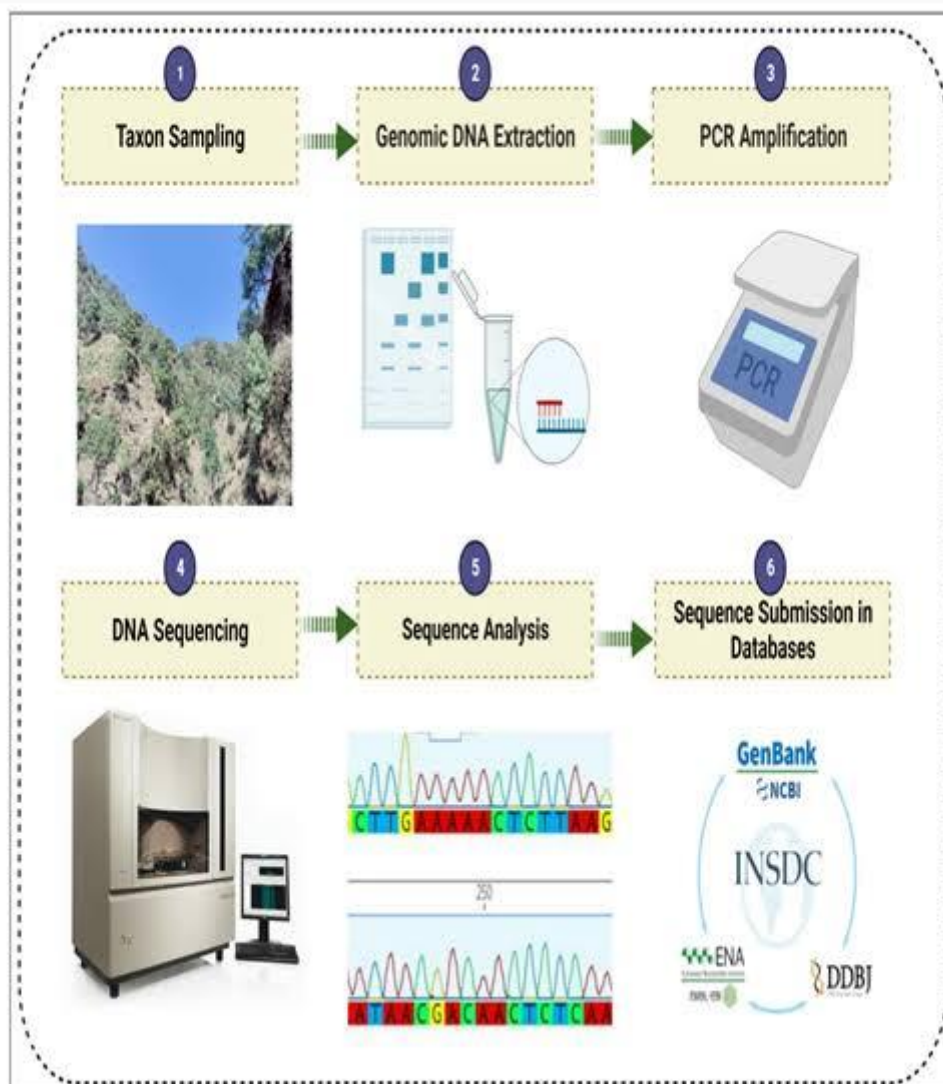 1
2
3
Taxon Sampling
Genomic DNA Extraction
PCR Amplification
PCR
4
5
6
DNA Sequencing
Sequence Analysis
Sequence Submission in
Databases
GenBank
NCBI
INSDC
ENA
DDBJ
CTTGAAAAACTCTTAAG
250
ATAACGACAACTCTCAA